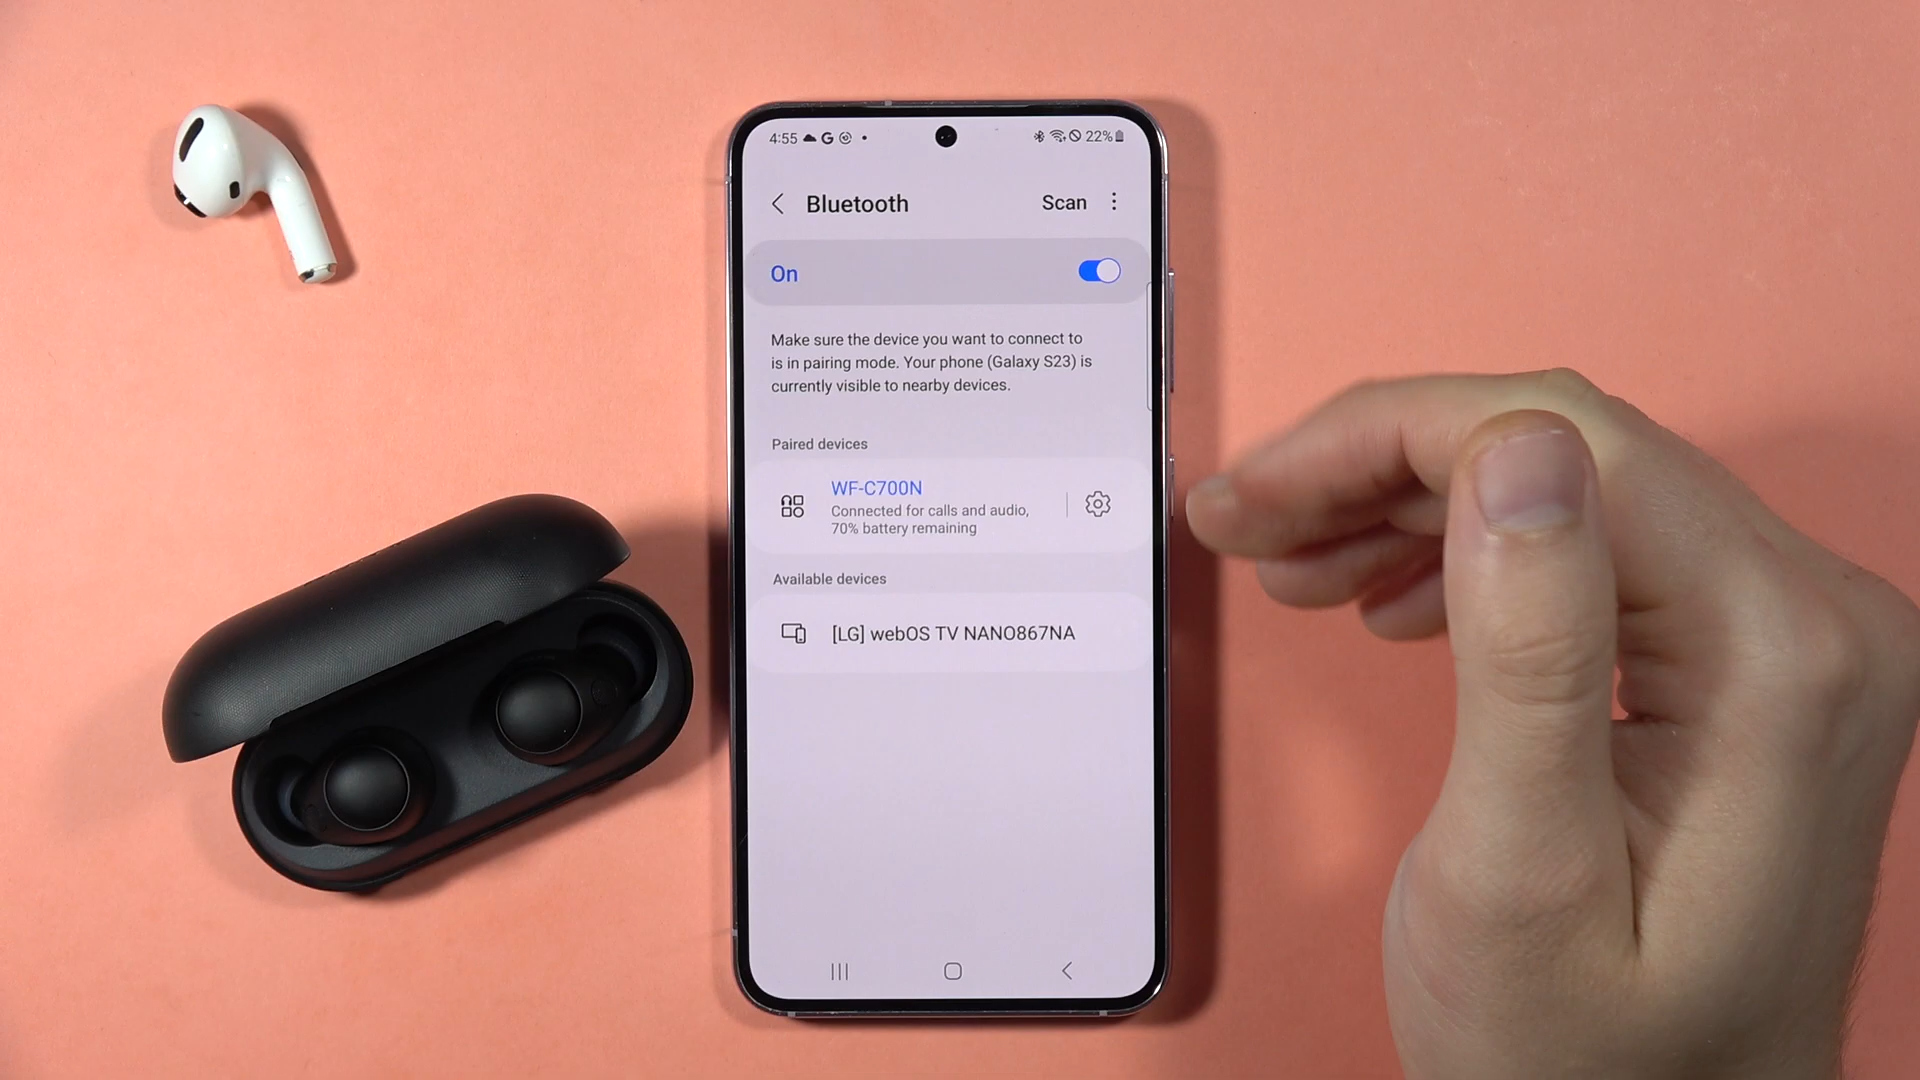 4:55 G 22%
Bluetooth Scan
On
Make sure the device you want to connect to
is in pairing mode. Your phone (Galaxy S23) is
currently visible to nearby devices.
Paired devices
WF-C700N
Connected for calls and audio,
70% battery remaining
Available devices
[LG] webOS TV NANO867NA